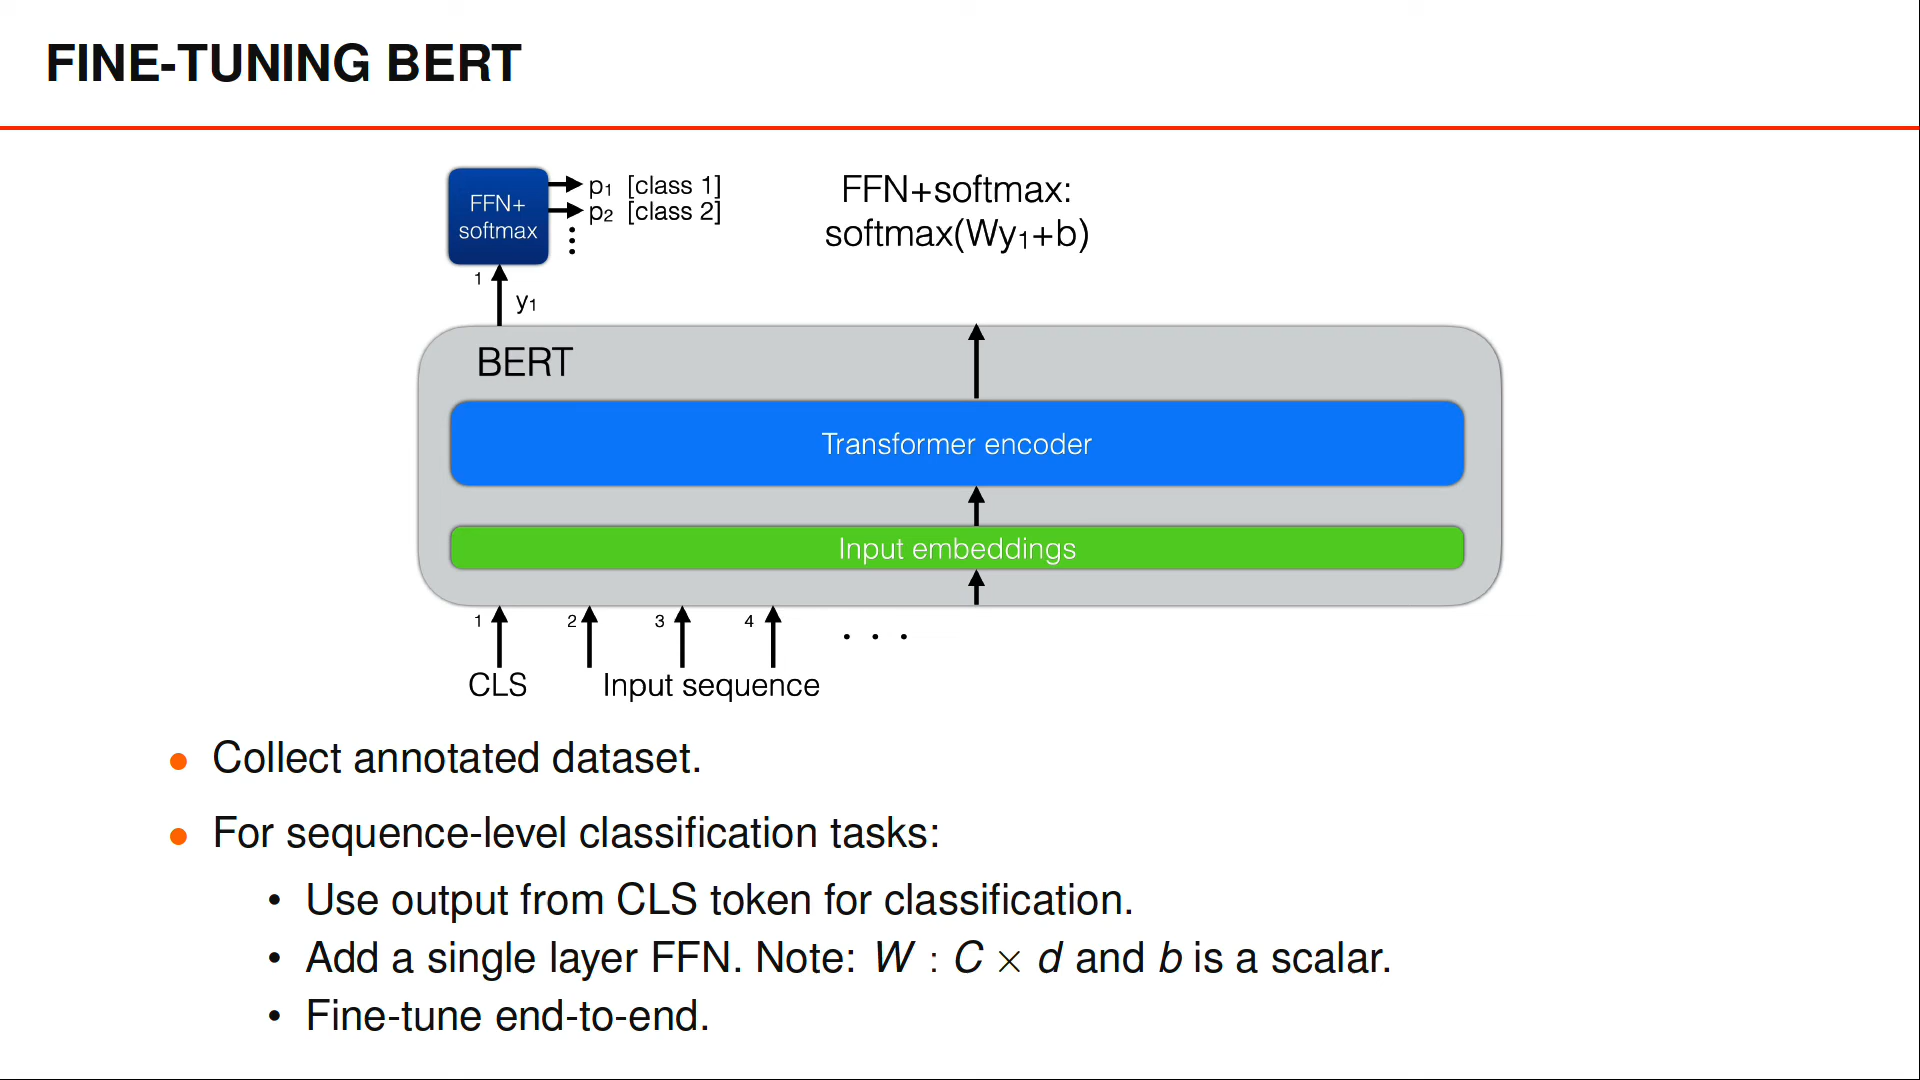 FINE-TUNING BERT
FFN+
softmax
p₁ [class 1]
p₂ [class 2]
⋮
FFN+softmax:
softmax(Wy₁+b)
1
y₁
BERT
Transformer encoder
Input embeddings
1 2 3 4 . . .
CLS Input sequence
• Collect annotated dataset.
• For sequence-level classification tasks:
• Use output from CLS token for classification.
• Add a single layer FFN. Note: W : C × d and b is a scalar.
• Fine-tune end-to-end.